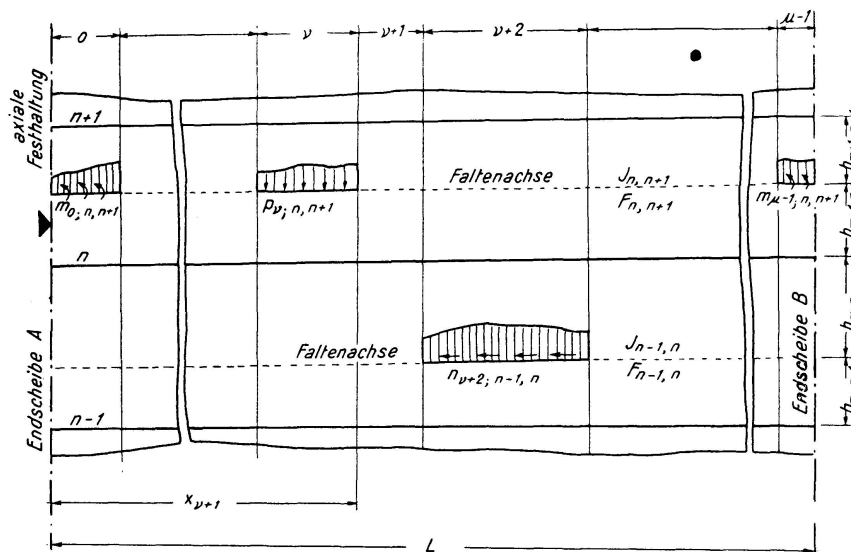 0 ν ν+1 ν+2 μ-1
axiale
Festhaltung
n+1
m₀; n, n+1
pν; n, n+1
Faltenachse
Jn, n+1
Fn, n+1
mμ-1; n, n+1
n
Endscheibe A
Faltenachse
nν+2; n-1, n
Jn-1, n
Fn-1, n
Endscheibe B
n-1
xν+1
L